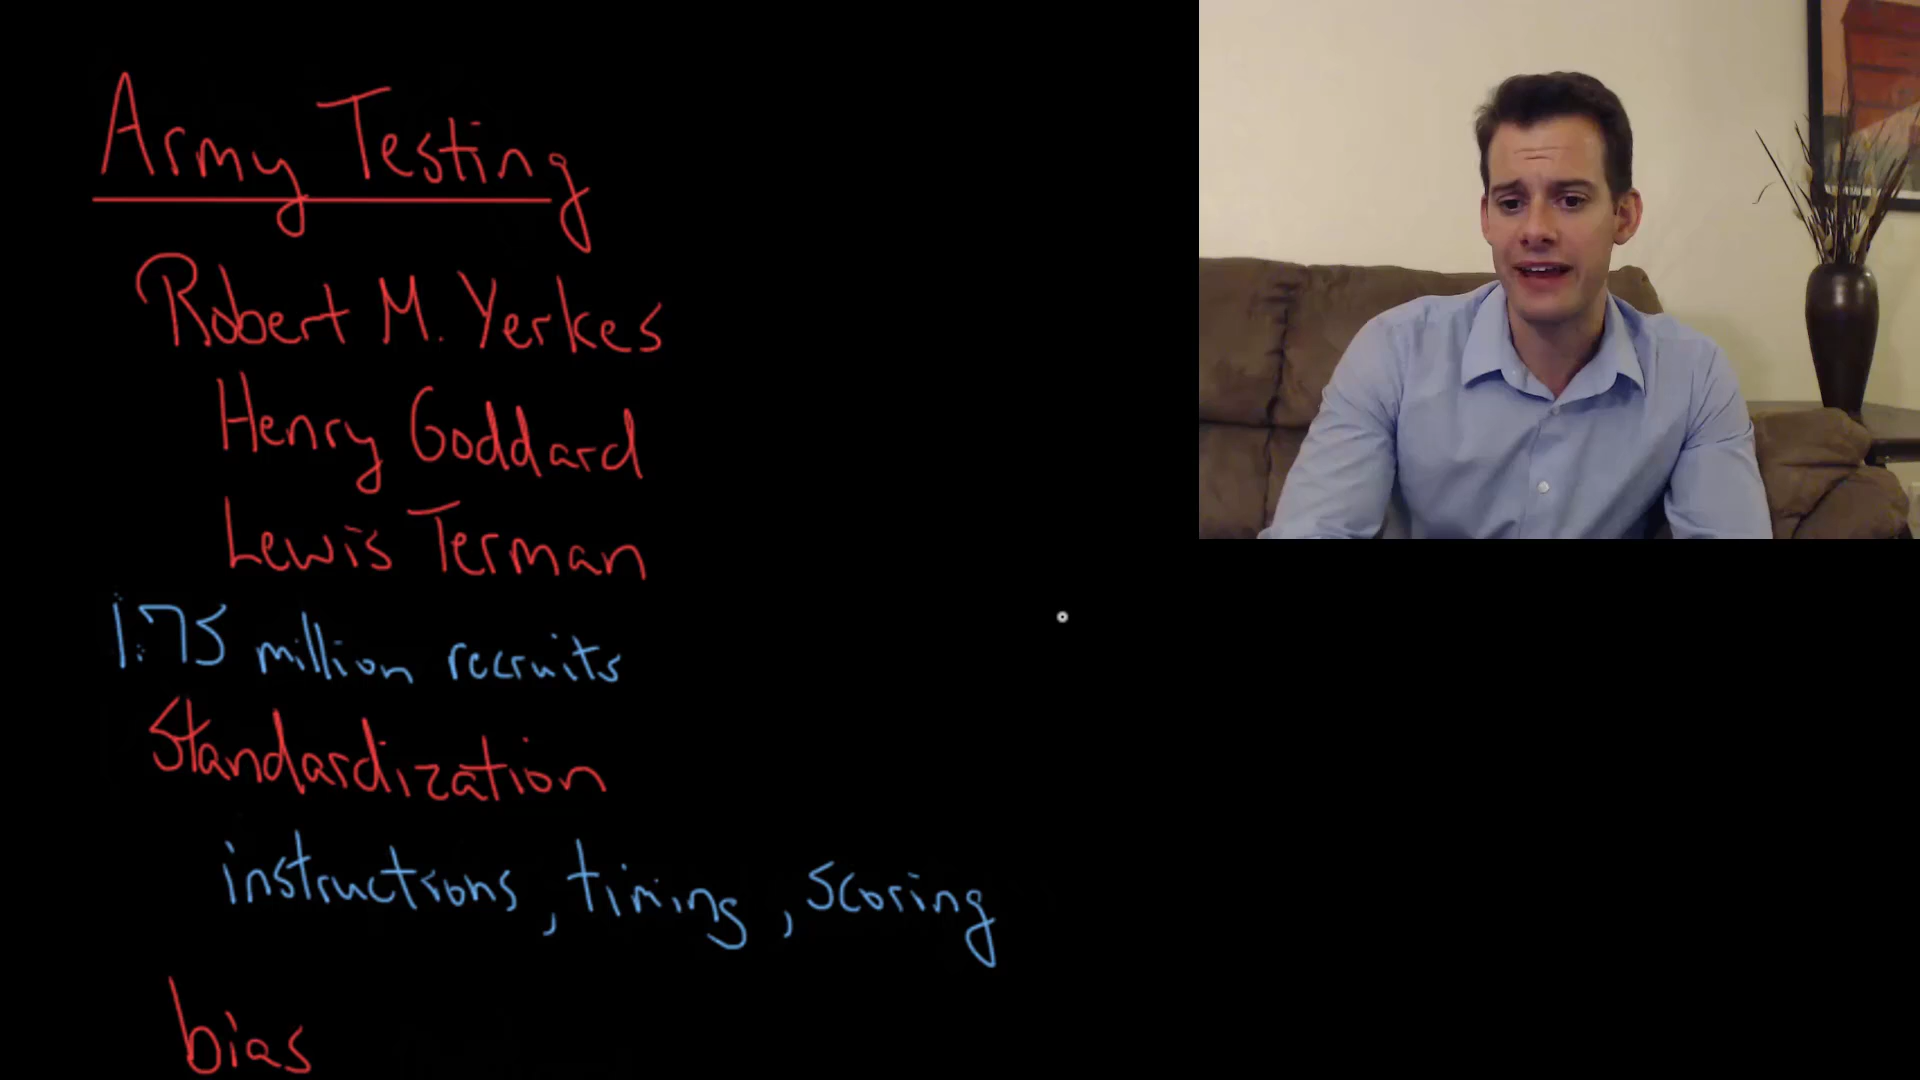 Army Testing
Robert M. Yerkes
Henry Goddard
Lewis Terman
1.75 million recruits
Standardization
instructions, timing, scoring
bias